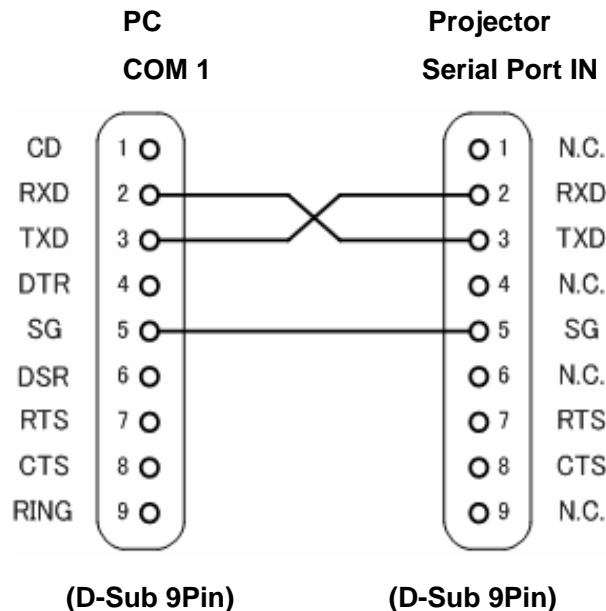 PC Projector
COM 1 Serial Port IN
CD 1 1 N.C.
RXD 2 2 RXD
TXD 3 3 TXD
DTR 4 4 N.C.
SG 5 5 SG
DSR 6 6 N.C.
RTS 7 7 RTS
CTS 8 8 CTS
RING 9 9 N.C.
(D-Sub 9Pin) (D-Sub 9Pin)